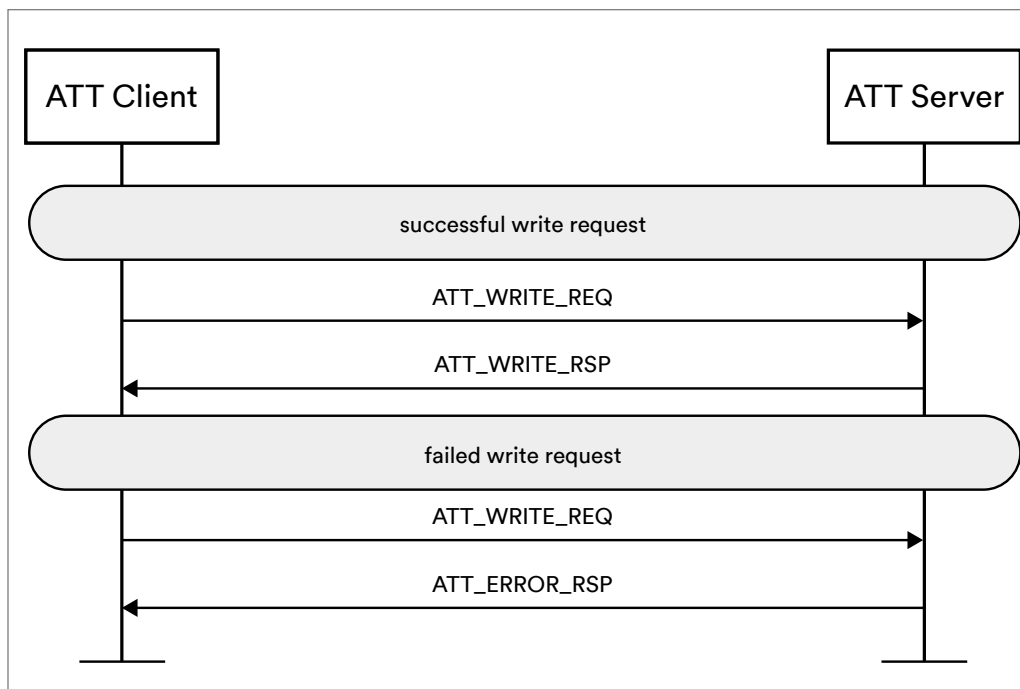 ATT Client
ATT Server
successful write request
ATT_WRITE_REQ
ATT_WRITE_RSP
failed write request
ATT_WRITE_REQ
ATT_ERROR_RSP